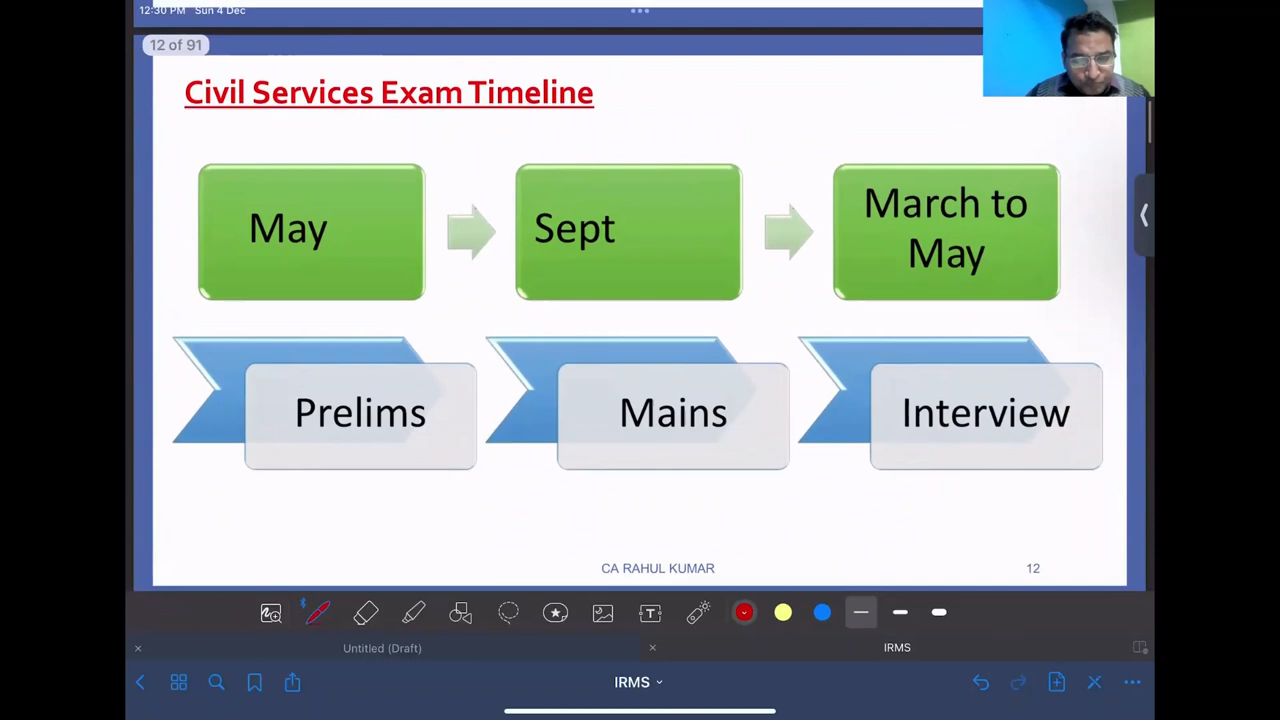 12:30 PM Sun 4 Dec
12 of 91
Civil Services Exam Timeline
May
Sept
March to
May
Prelims
Mains
Interview
CA RAHUL KUMAR
12
Untitled (Draft)
IRMS
IRMS